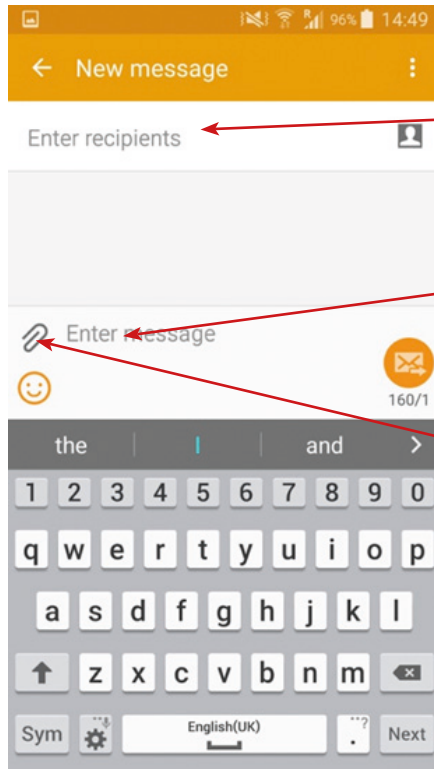 96% 14:49
New message
Enter recipients
Enter message
160/1
the I and
1 2 3 4 5 6 7 8 9 0
q w e r t y u i o p
a s d f g h j k l
z x c v b n m
Sym English(UK) . ...? Next